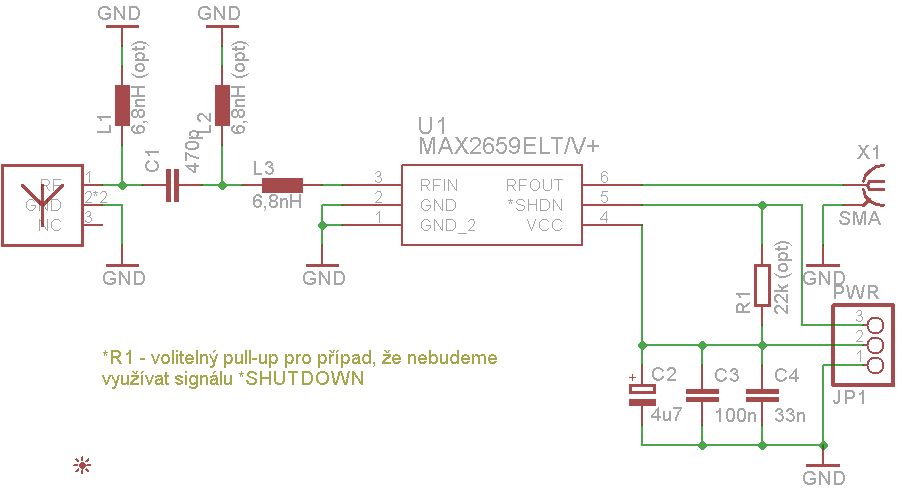 GND
GND
L1
6,8nH (opt)
L2
6,8nH (opt)
C1
470p
L3
6,8nH
U1
MAX2659ELT/V+
RF
1
GND
2*2
NC
3
GND
3
RFIN
2
GND
1
GND_2
RFOUT
6
*SHDN
5
VCC
4
GND
X1
SMA
GND
R1
22k (opt)
PWR
3
2
1
JP1
*R1 - volitelný pull-up pro případ, že nebudeme
využívat signálu *SHUTDOWN
+
C2
4u7
C3
100n
C4
33n
GND